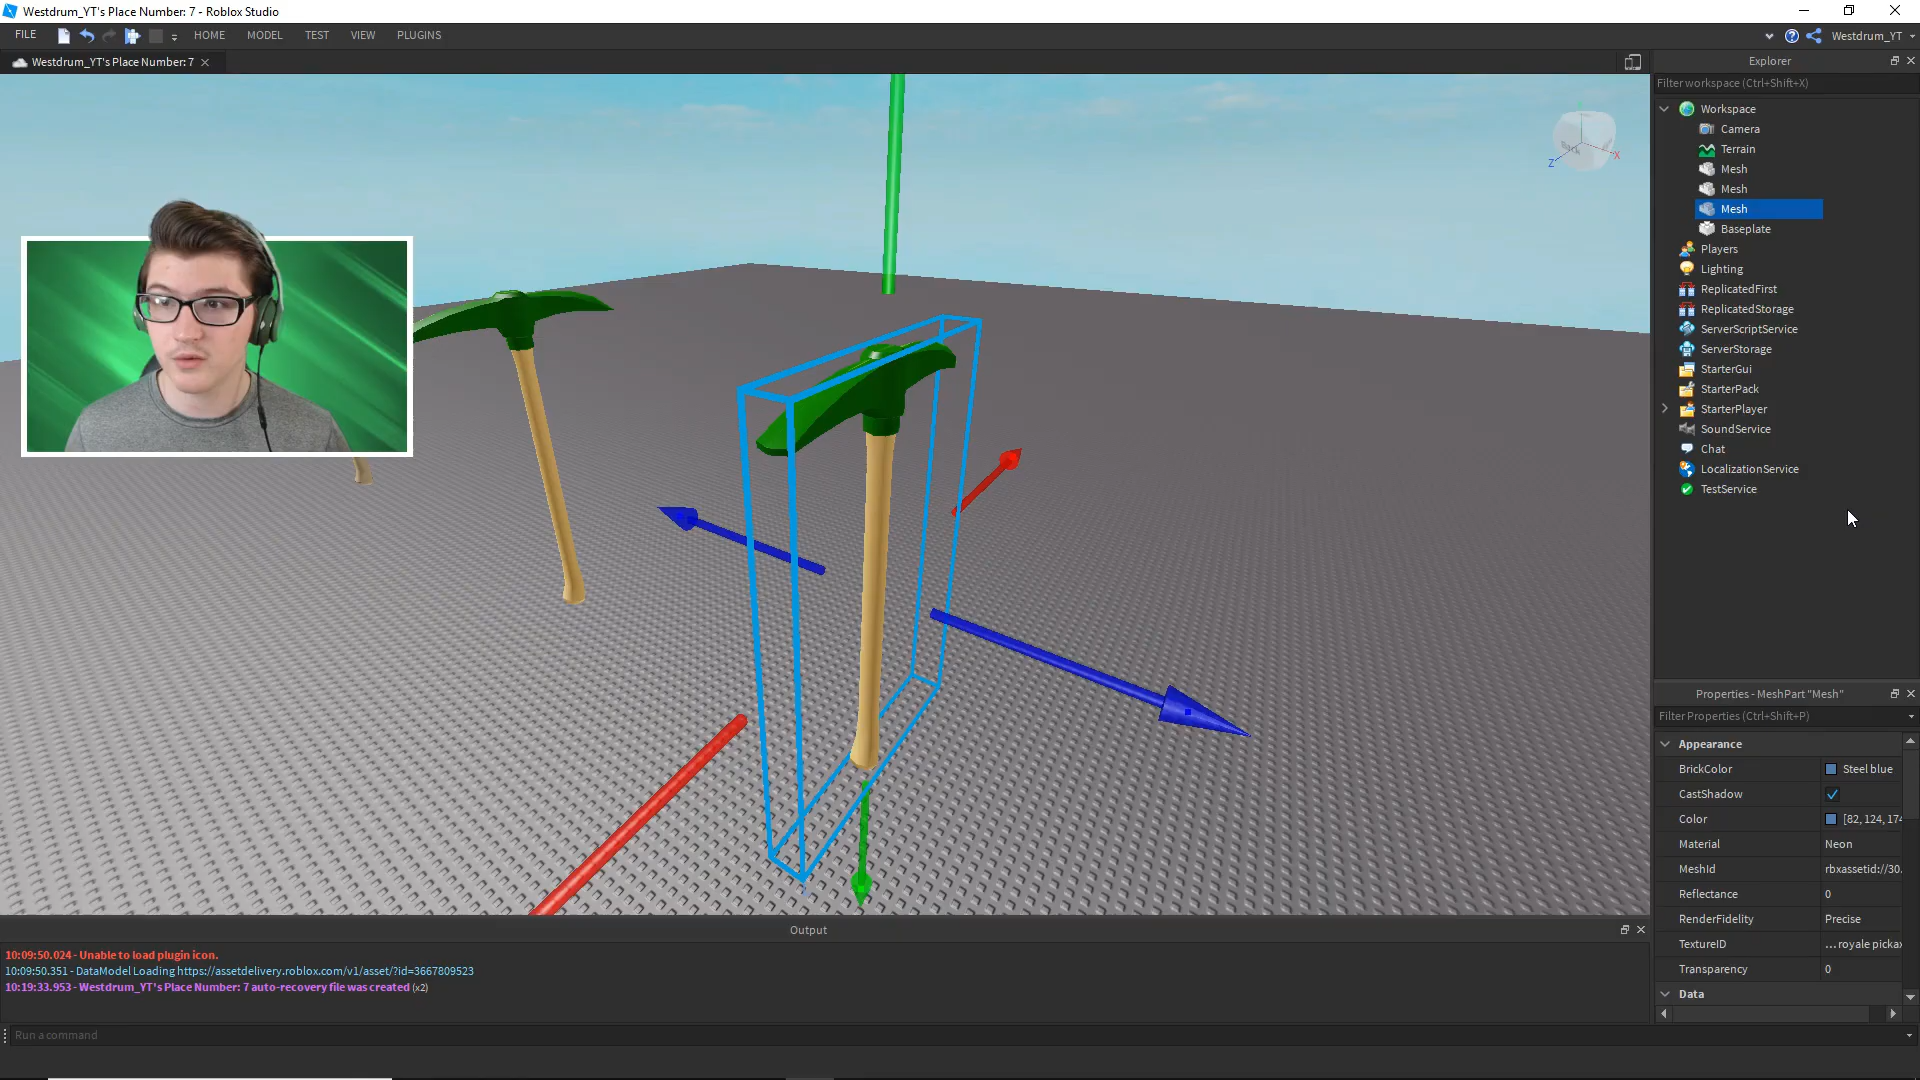 Westdrum_YT's Place Number: 7 - Roblox Studio
FILE
HOME
MODEL
TEST
VIEW
PLUGINS
Westdrum_YT
Westdrum_YT's Place Number: 7
Explorer
Filter workspace (Ctrl+Shift+X)
Workspace
Camera
Terrain
Mesh
Mesh
Mesh
Baseplate
Players
Lighting
ReplicatedFirst
ReplicatedStorage
ServerScriptService
ServerStorage
StarterGui
StarterPack
StarterPlayer
SoundService
Chat
LocalizationService
TestService
Z
X
Properties - MeshPart "Mesh"
Filter Properties (Ctrl+Shift+P)
Appearance
BrickColor Steel blue
CastShadow
Color [82, 124, 174
Material Neon
MeshId rbxassetid://30.
Reflectance 0
RenderFidelity Precise
TextureID ...royale pickax
Transparency 0
Data
Output
10:09:50.024 - Unable to load plugin icon.
10:09:50.351 - DataModel Loading https://assetdelivery.roblox.com/v1/asset/?id=3667809523
10:19:33.953 - Westdrum_YT's Place Number: 7 auto-recovery file was created (x2)
Run a command